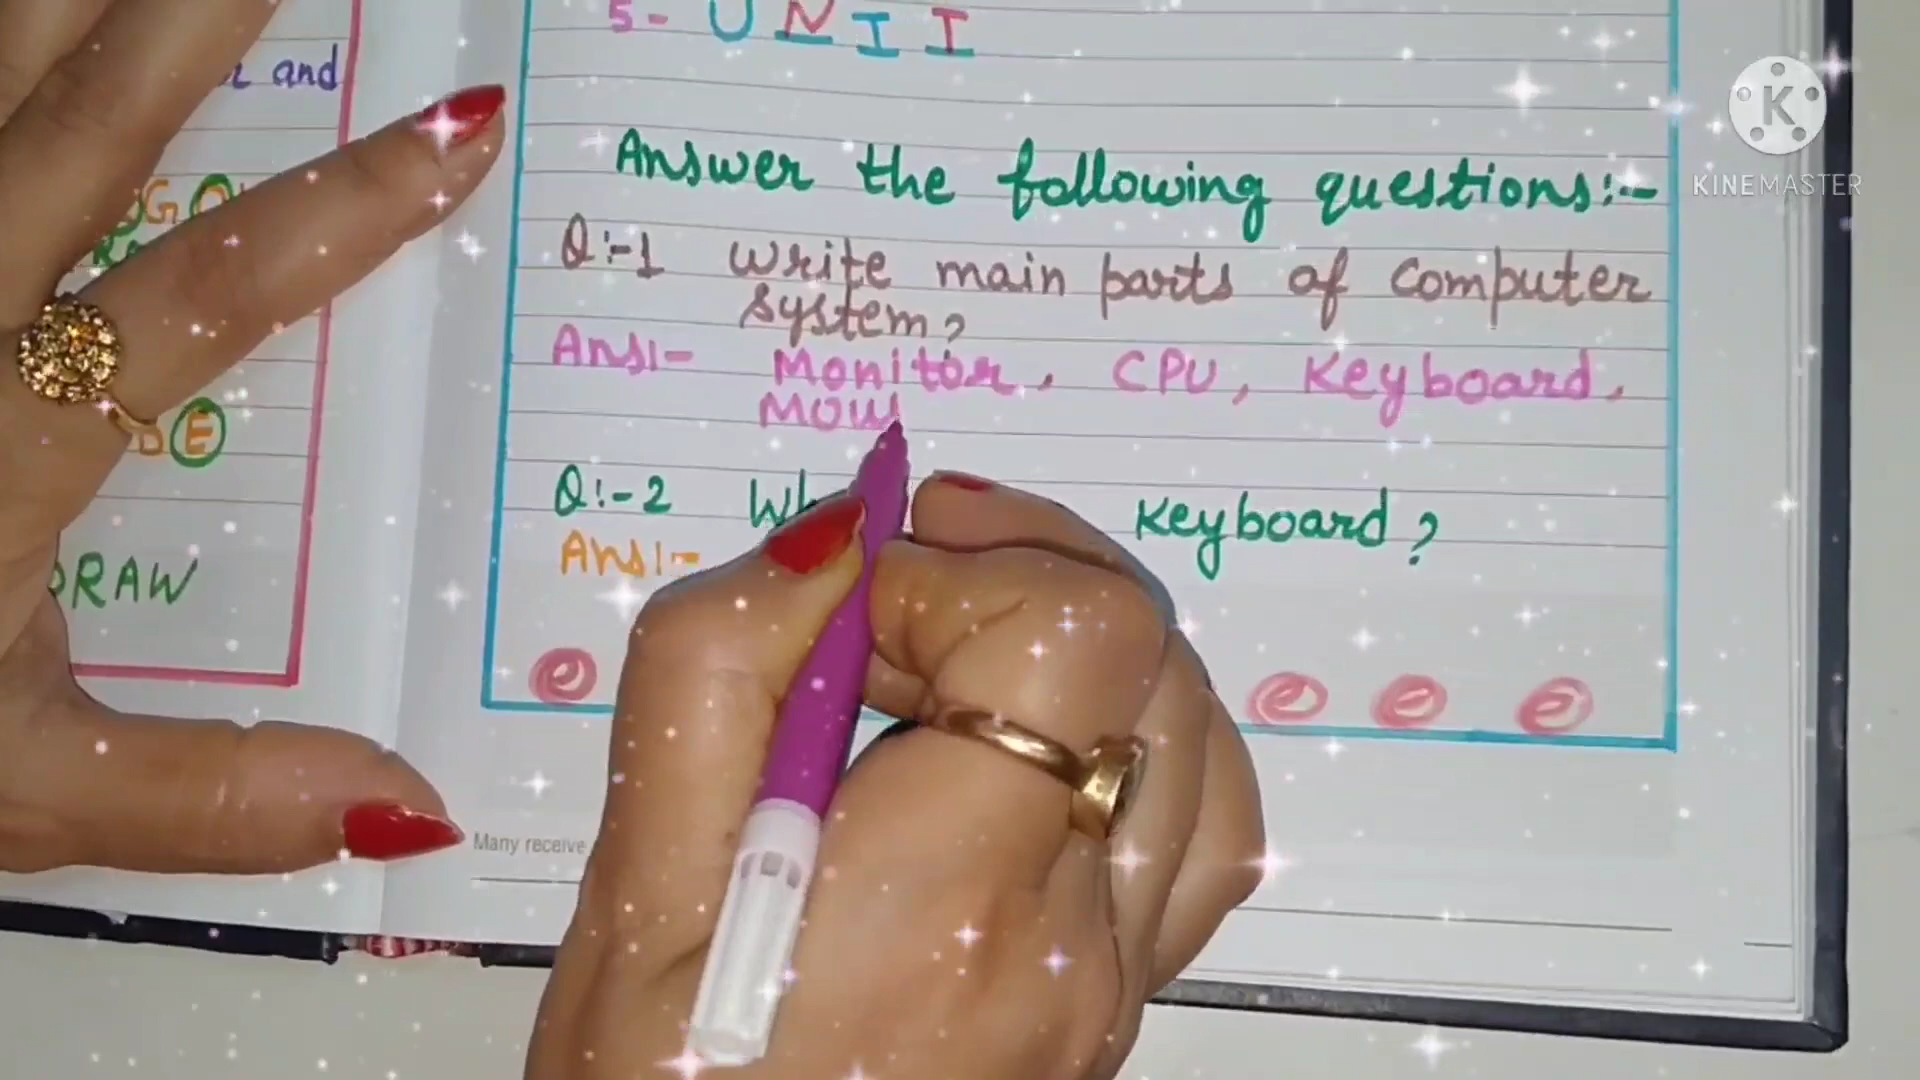 and
GO
E
DRAW
5- UNIT
Answer the following questions:-
Q:-1 Write main parts of computer
system?
Ans:- Monitor, CPU, Keyboard,
Q:-2 Keyboard?
Ans:-
Many receive
KINEMASTER